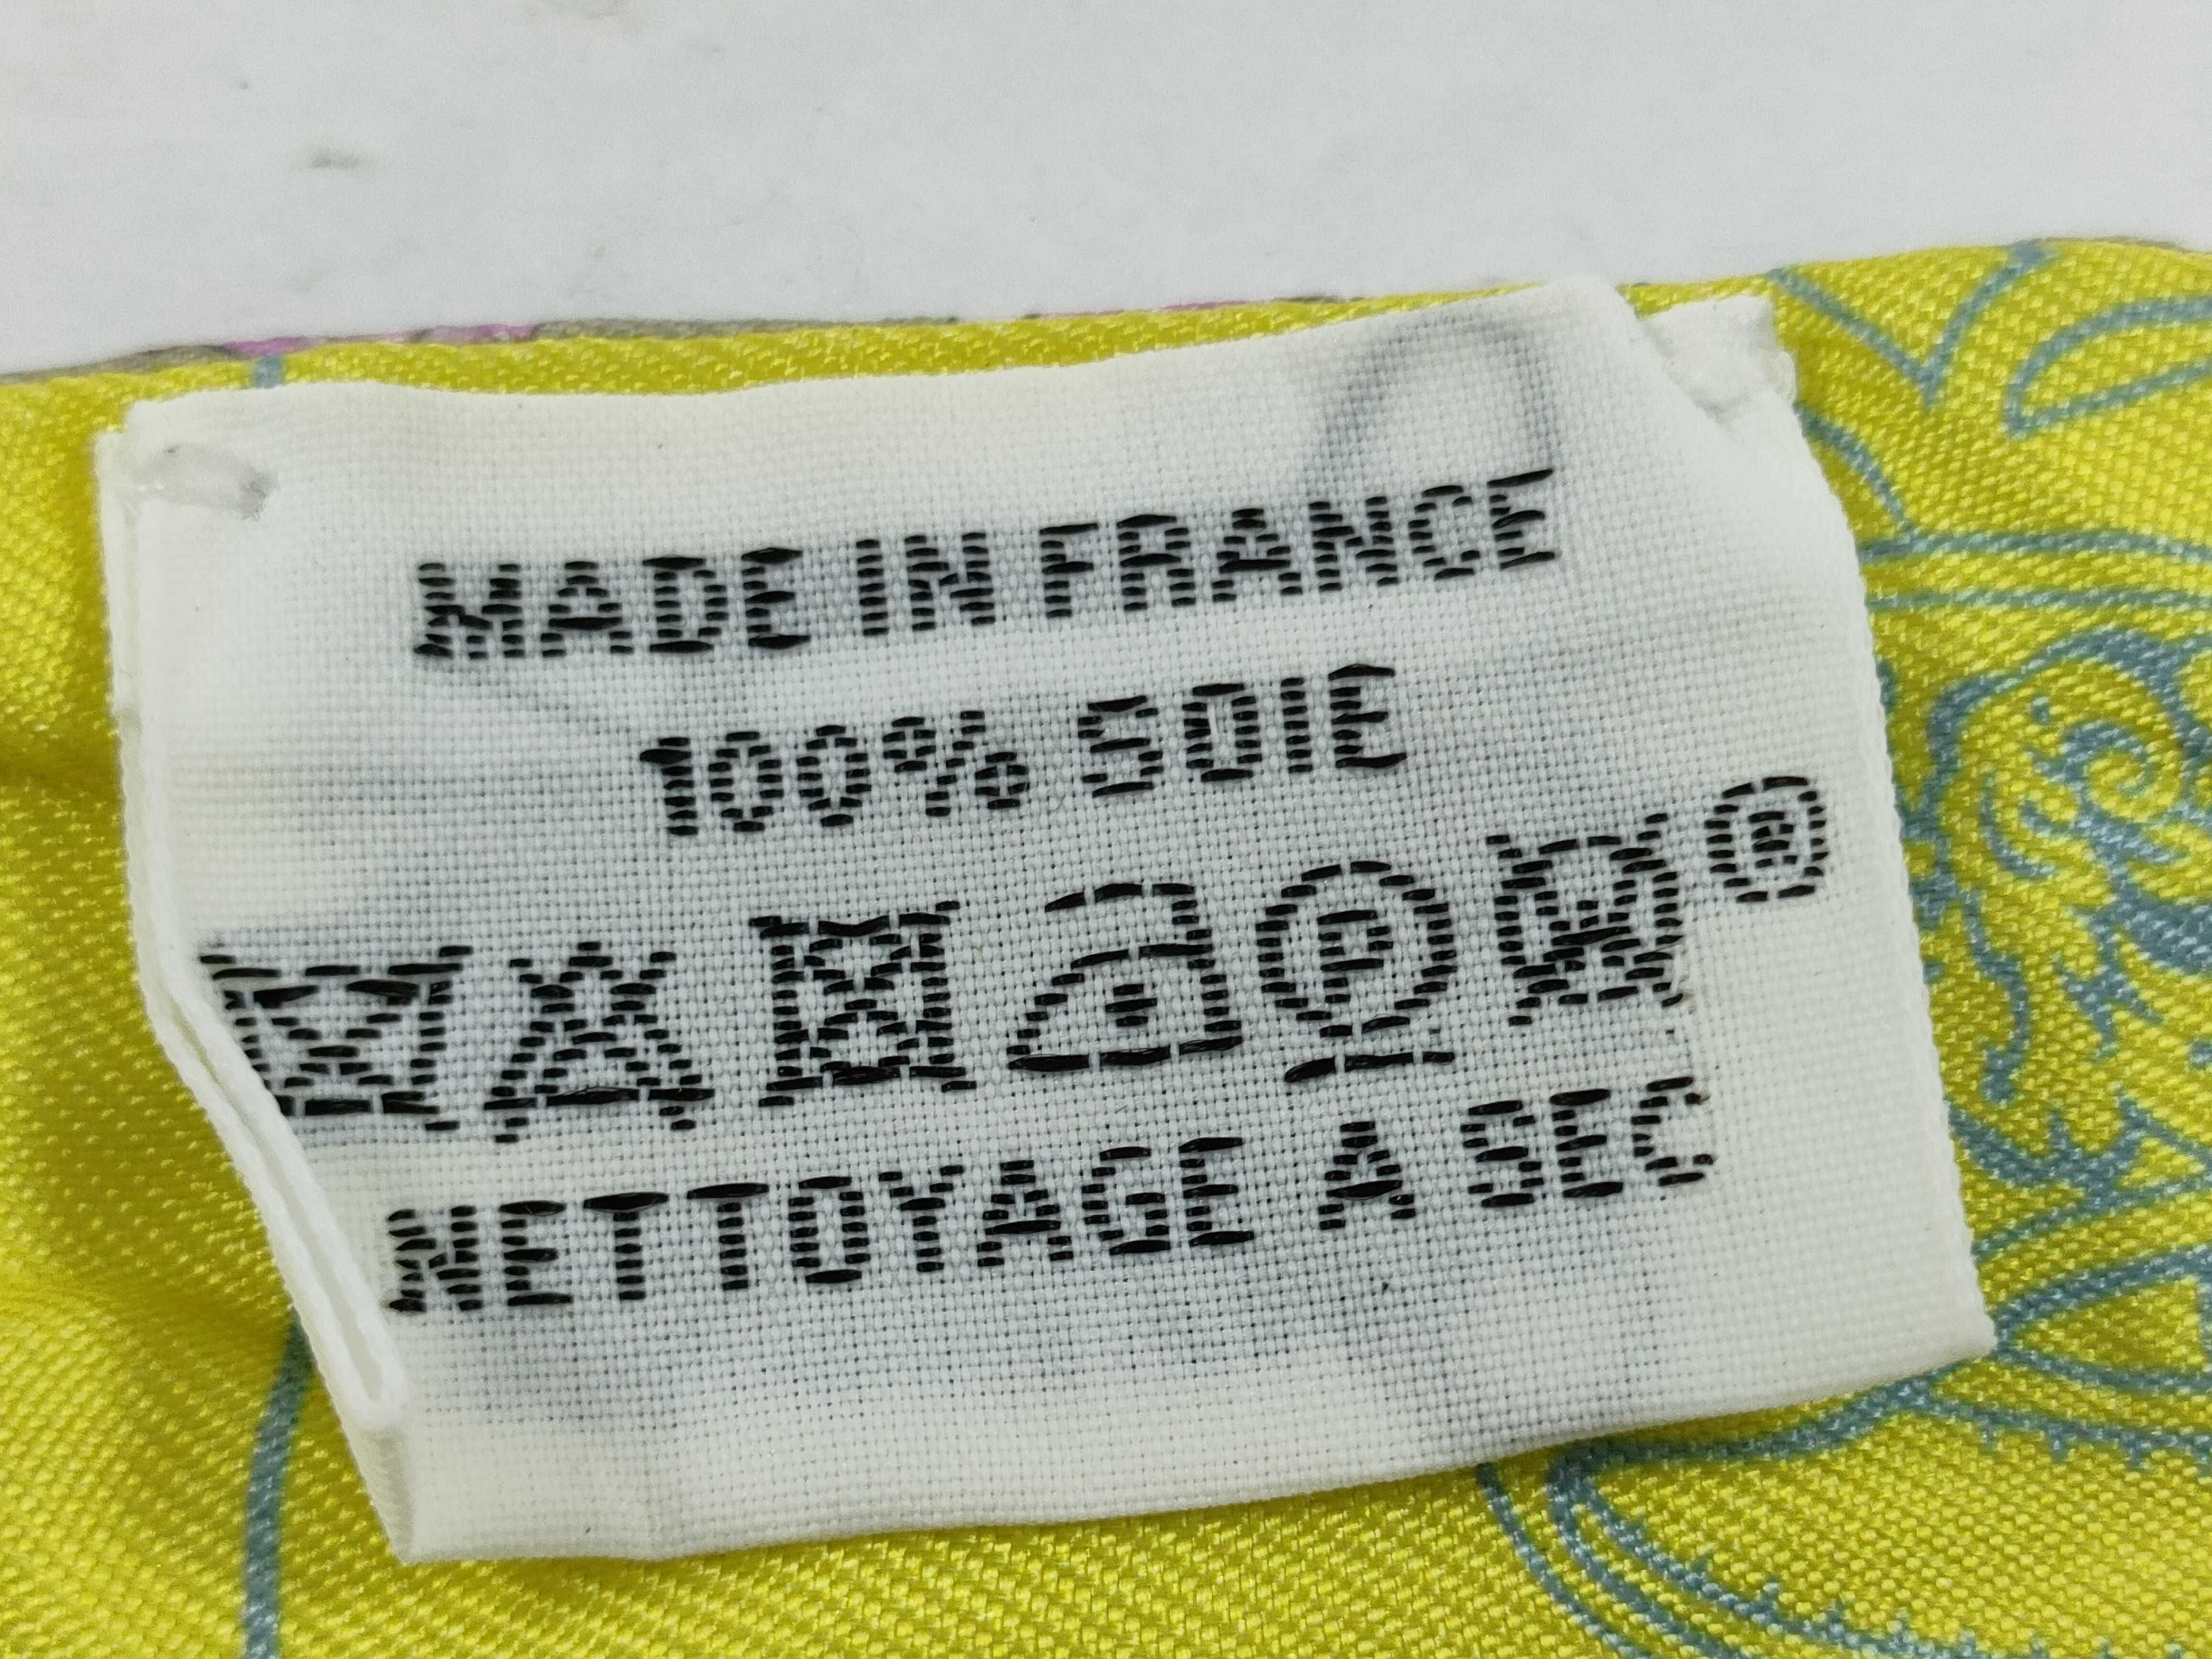 MADE IN FRANCE
100% SOIE
P ®
NETTOYAGE A SEC